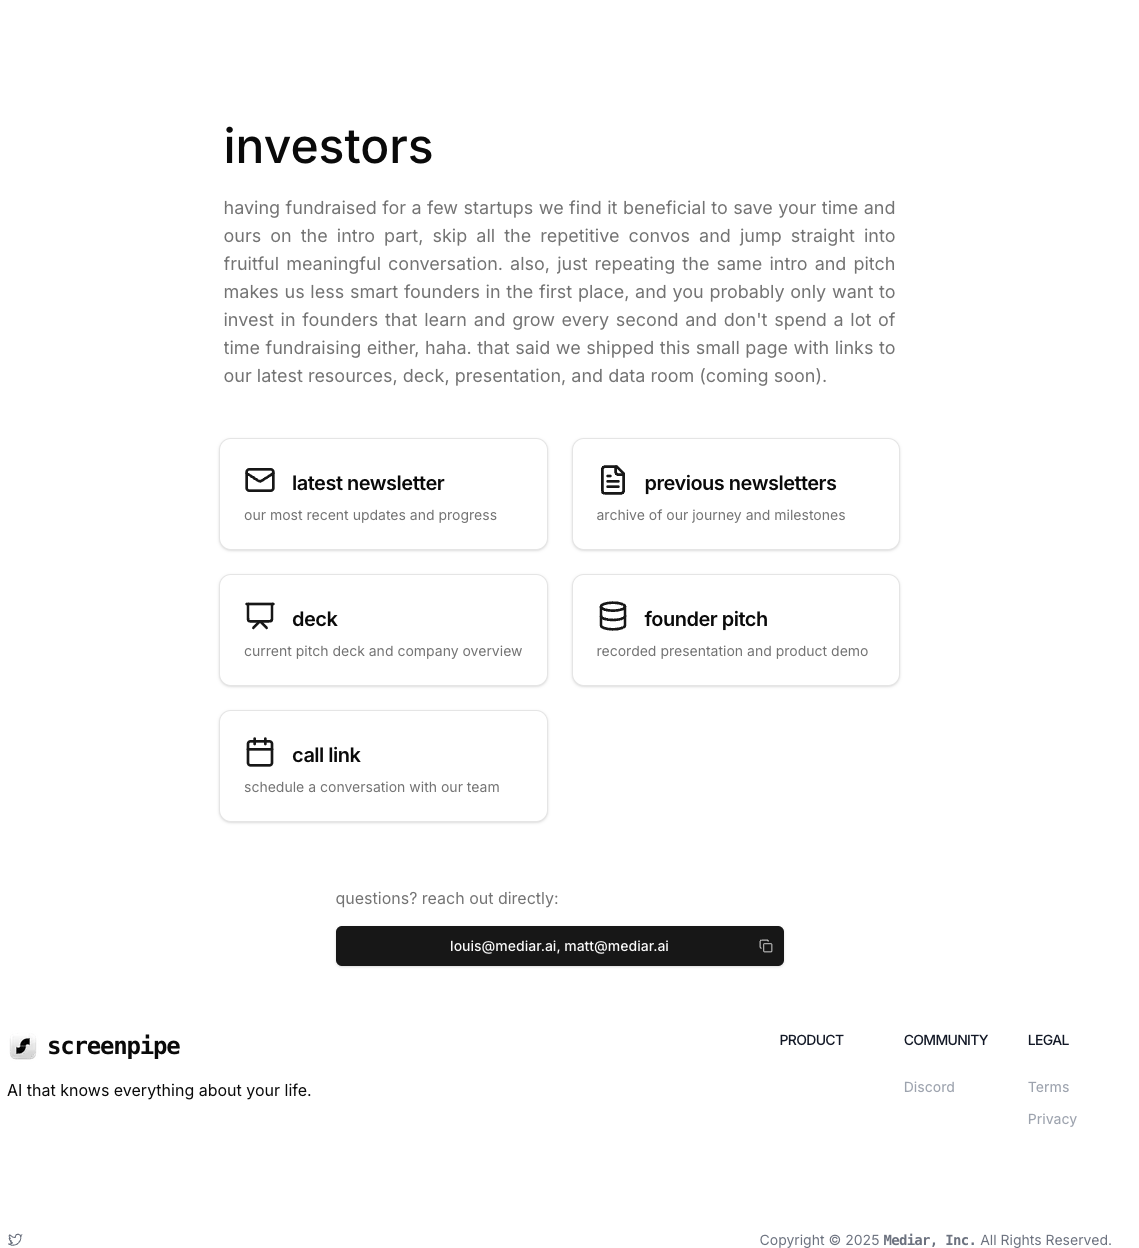 investors
having fundraised for a few startups we find it beneficial to save your time and
ours on the intro part, skip all the repetitive convos and jump straight into
fruitful meaningful conversation. also, just repeating the same intro and pitch
makes us less smart founders in the first place, and you probably only want to
invest in founders that learn and grow every second and don't spend a lot of
time fundraising either, haha. that said we shipped this small page with links to
our latest resources, deck, presentation, and data room (coming soon).
latest newsletter
our most recent updates and progress
previous newsletters
archive of our journey and milestones
deck
current pitch deck and company overview
founder pitch
recorded presentation and product demo
call link
schedule a conversation with our team
questions? reach out directly:
louis@mediar.ai, matt@mediar.ai
screenpipe
AI that knows everything about your life.
PRODUCT
COMMUNITY
Discord
LEGAL
Terms
Privacy
Copyright © 2025 Mediar, Inc. All Rights Reserved.